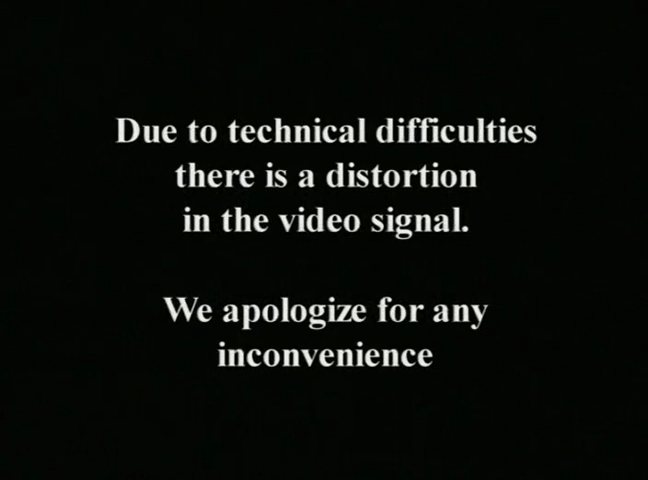 Due to technical difficulties
there is a distortion
in the video signal.
We apologize for any
inconvenience